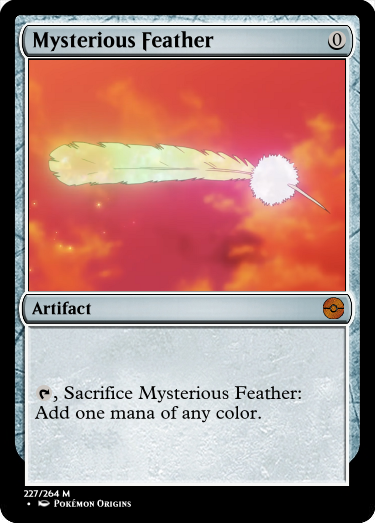 Mysterious Feather 0
Artifact
, Sacrifice Mysterious Feather:
Add one mana of any color.
227/264 M
• Pokémon Origins